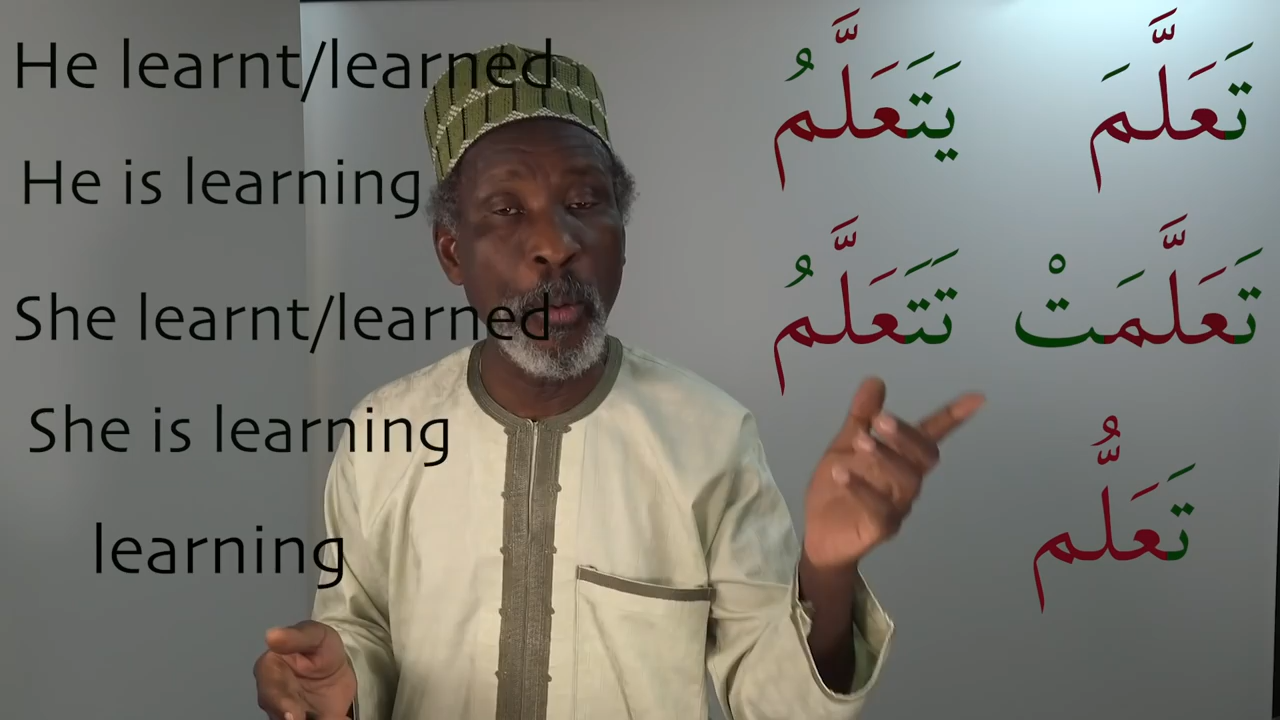 He learnt/learned
He is learning
She learnt/learned
She is learning
learning
تَعَلَّمَ يَتَعَلَّمُ
تَعَلَّمَتْ تَتَعَلَّمُ
تَعَلُّم